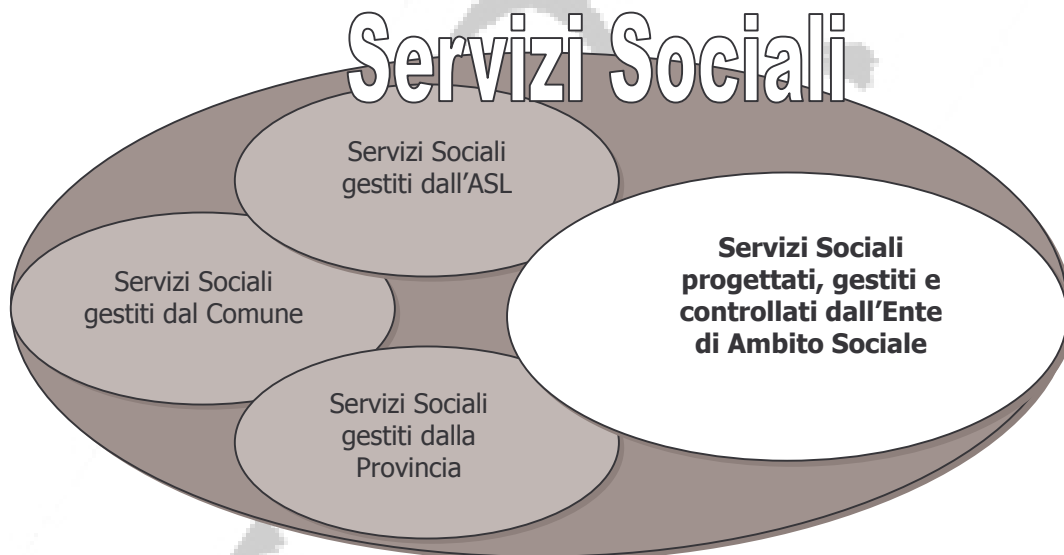 Servizi Sociali
Servizi Sociali
gestiti dall'ASL
Servizi Sociali
gestiti dal Comune
Servizi Sociali
progettati, gestiti e
controllati dall'Ente
di Ambito Sociale
Servizi Sociali
gestiti dalla
Provincia